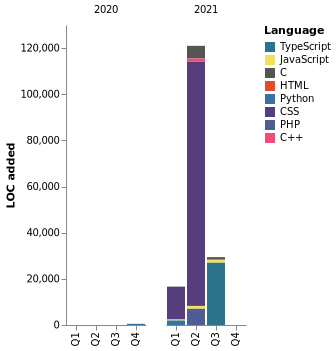 2020 2021
Language
TypeScript
JavaScript
C
HTML
Python
CSS
PHP
C++
LOC added
120,000
100,000
80,000
60,000
40,000
20,000
0
Q1 Q2 Q3 Q4 Q1 Q2 Q3 Q4